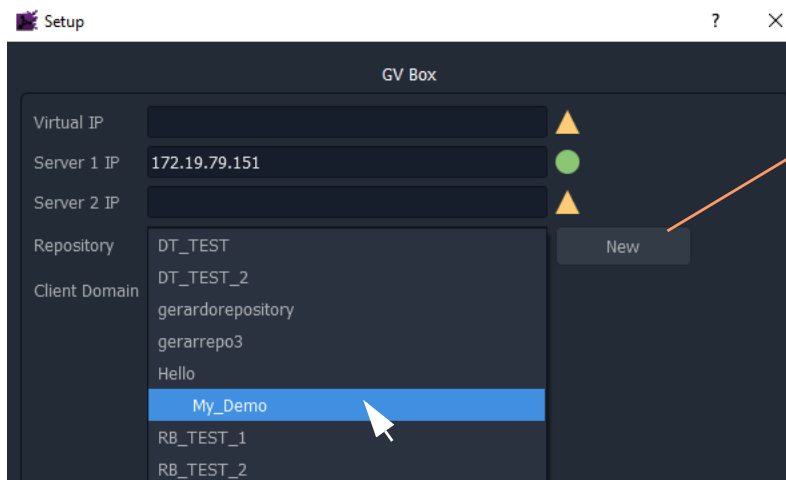 Setup
?
GV Box
Virtual IP
Server 1 IP 172.19.79.151
Server 2 IP
Repository
New
DT_TEST
DT_TEST_2
Client Domain
gerardorepository
gerarrepo3
Hello
My_Demo
RB_TEST_1
RB_TEST_2